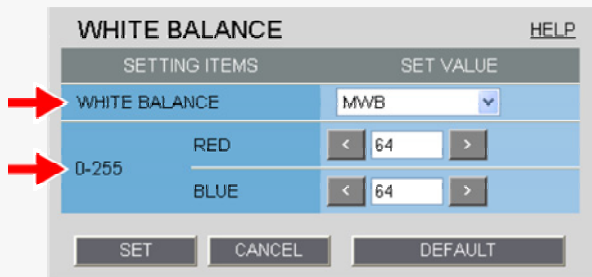 WHITE BALANCE HELP
SETTING ITEMS SET VALUE
WHITE BALANCE MWB
0-255
RED < 64 >
BLUE < 64 >
SET CANCEL DEFAULT